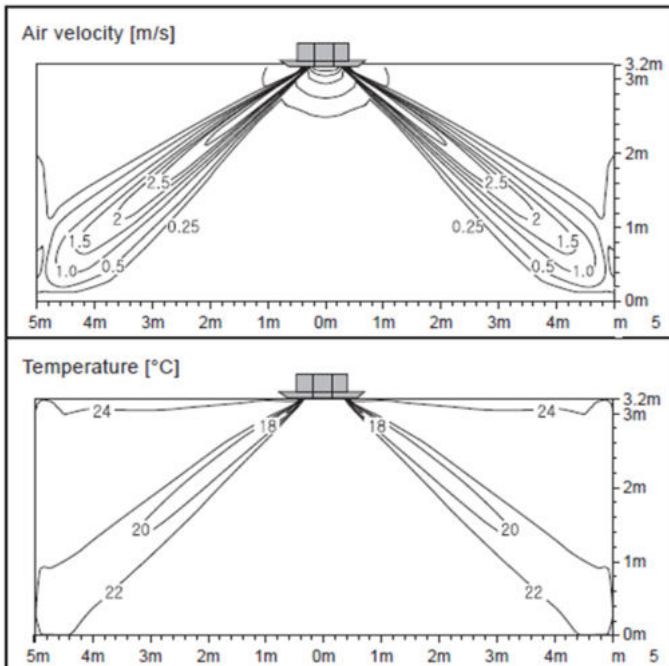 Air velocity [m/s]
3.2m
3m
2m
2.5 2.5
2 2
0.25 0.25
1.5 1.5
1m
1.0 0.5 0.5 1.0
0m
5m 4m 3m 2m 1m 0m 1m 2m 3m 4m m 5
Temperature [°C]
3.2m
24 24
3m
18 18
2m
20 20
1m
22 22
0m
5m 4m 3m 2m 1m 0m 1m 2m 3m 4m m 5